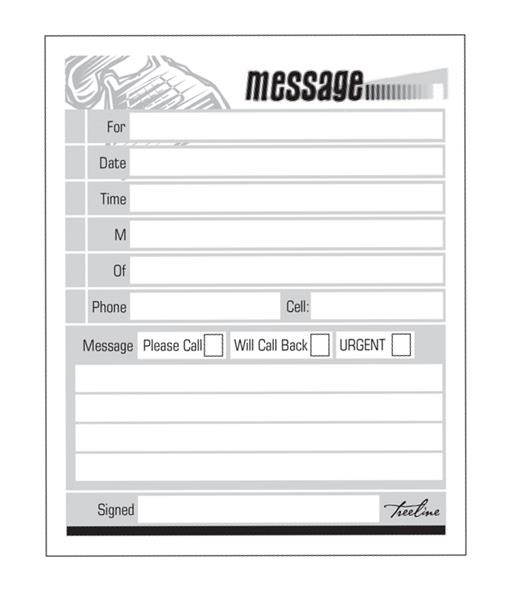 message
For
Date
Time
M
Of
Phone Cell:
Message Please Call Will Call Back URGENT
Signed treeline